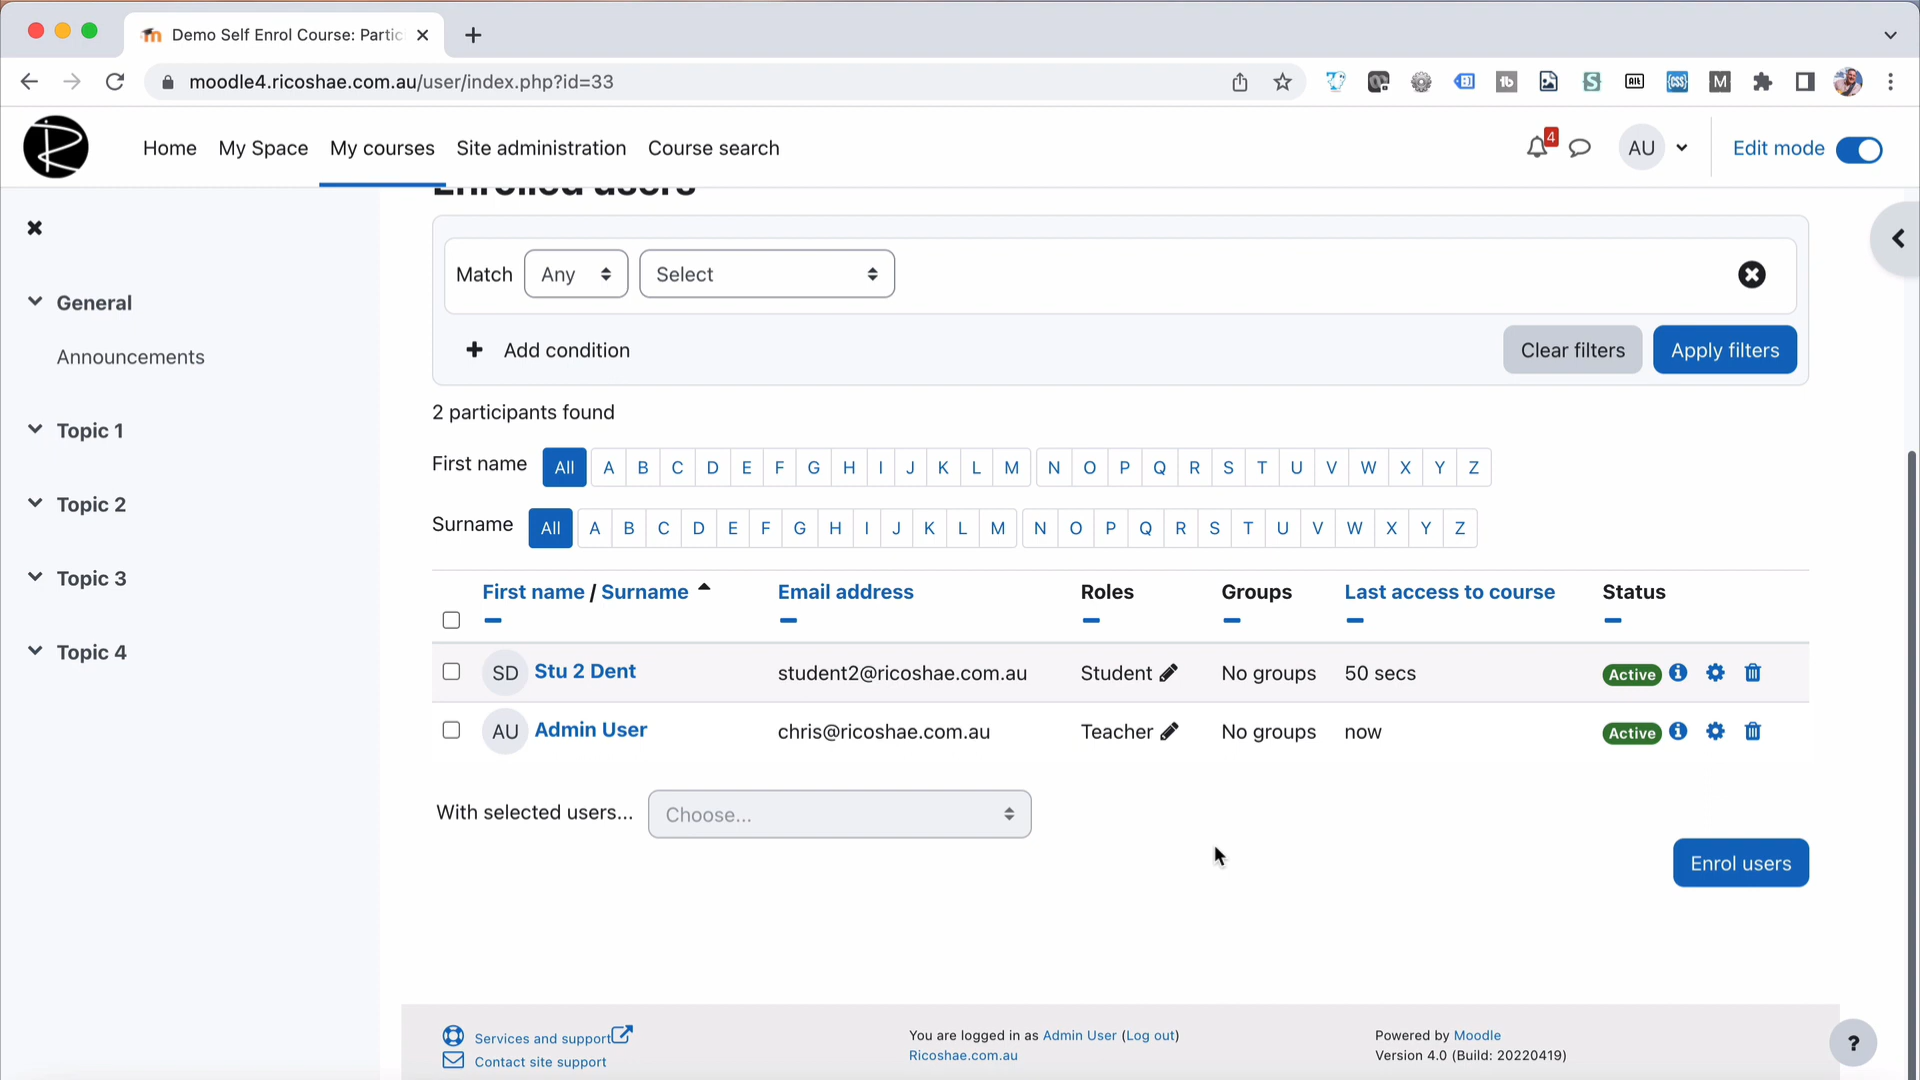 Demo Self Enrol Course: Partic
moodle4.ricoshae.com.au/user/index.php?id=33
Home My Space My courses Site administration Course search
4
AU
Edit mode
Enrolled users
Match Any Select
Add condition
Clear filters Apply filters
2 participants found
First name All A B C D E F G H I J K L M N O P Q R S T U V W X Y Z
Surname All A B C D E F G H I J K L M N O P Q R S T U V W X Y Z
First name / Surname Email address Roles Groups Last access to course Status
SD Stu 2 Dent student2@ricoshae.com.au Student No groups 50 secs Active
AU Admin User chris@ricoshae.com.au Teacher No groups now Active
With selected users... Choose...
Enrol users
General
Announcements
Topic 1
Topic 2
Topic 3
Topic 4
Services and support
Contact site support
You are logged in as Admin User (Log out)
Ricoshae.com.au
Powered by Moodle
Version 4.0 (Build: 20220419)
?